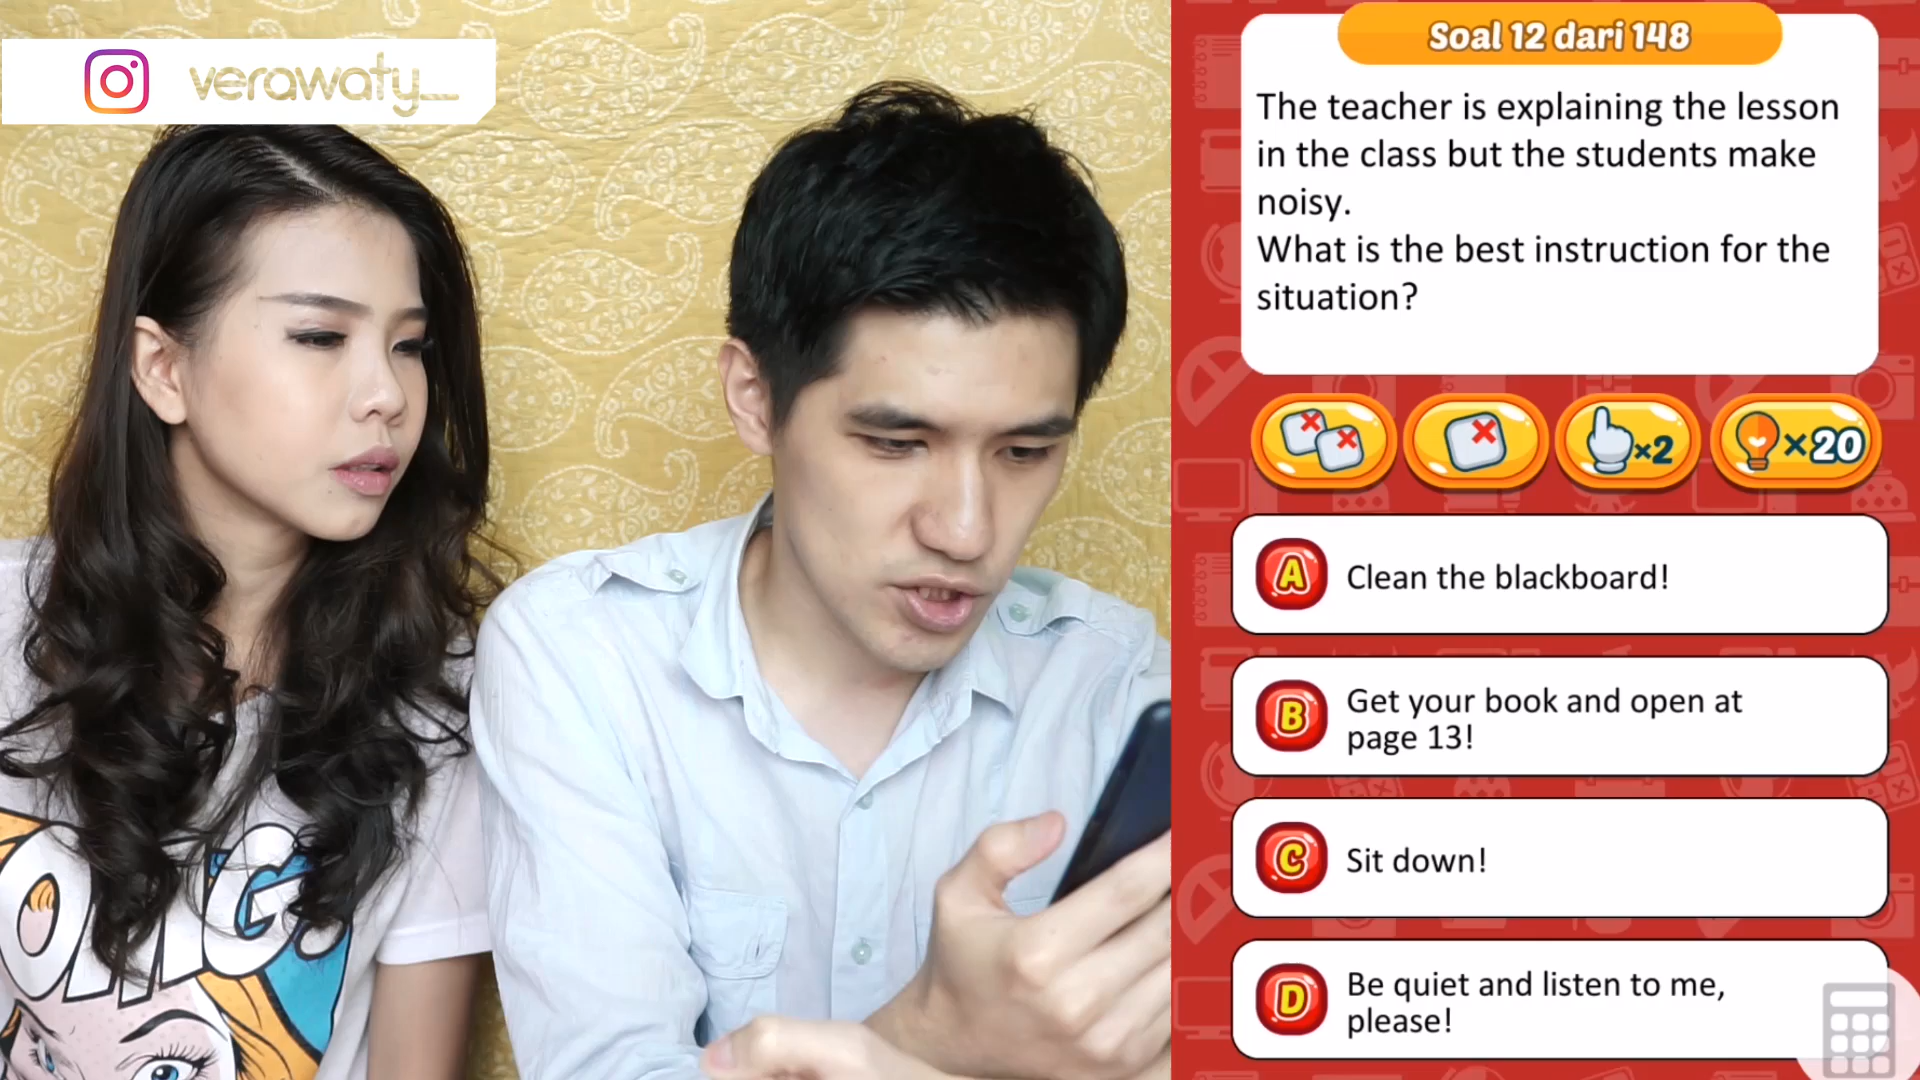 verawaty__
Soal 12 dari 148
The teacher is explaining the lesson
in the class but the students make
noisy.
What is the best instruction for the
situation?
×2
×20
A
Clean the blackboard!
B
Get your book and open at
page 13!
C
Sit down!
D
Be quiet and listen to me,
please!
OMG